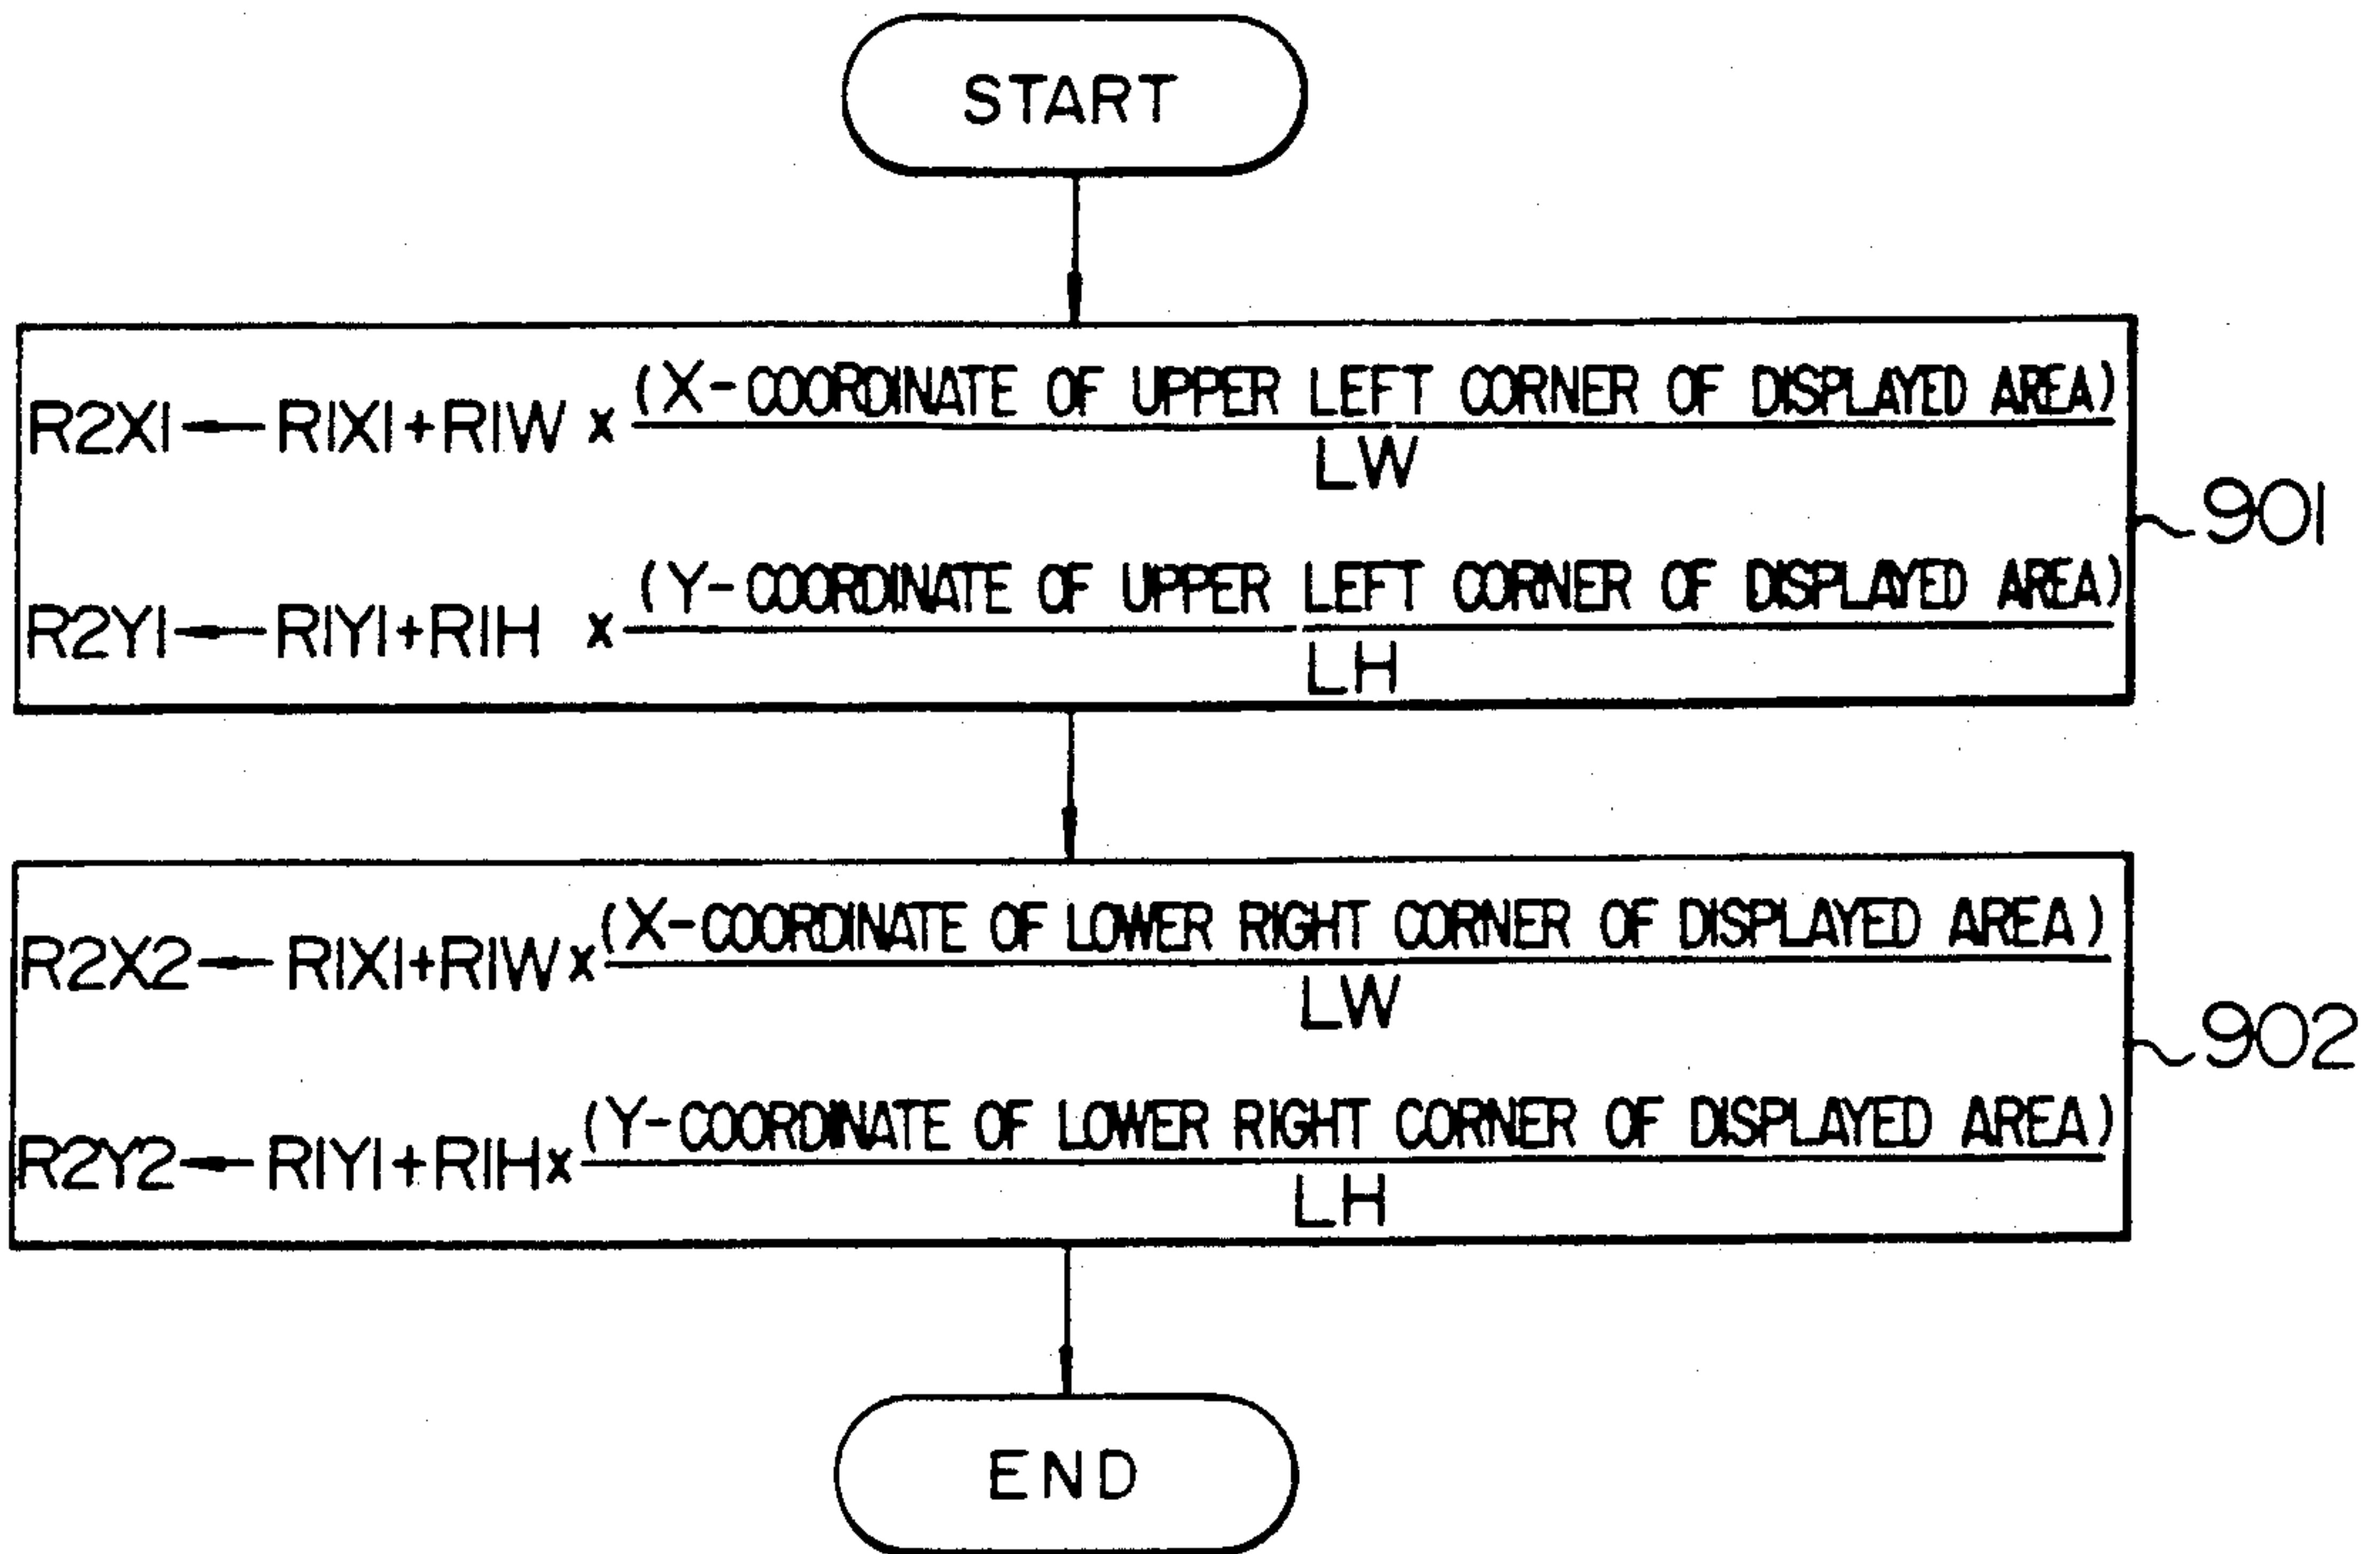 START
(X-COORDINATE OF UPPER LEFT CORNER OF DISPLAYED AREA)
R2X1 ← R1X1+R1W ×
LW
901
(Y-COORDINATE OF UPPER LEFT CORNER OF DISPLAYED AREA)
R2Y1 ← R1Y1+R1H ×
LH
(X-COORDINATE OF LOWER RIGHT CORNER OF DISPLAYED AREA)
R2X2 ← R1X1+R1W ×
LW
902
(Y-COORDINATE OF LOWER RIGHT CORNER OF DISPLAYED AREA)
R2Y2 ← R1Y1+R1H ×
LH
END